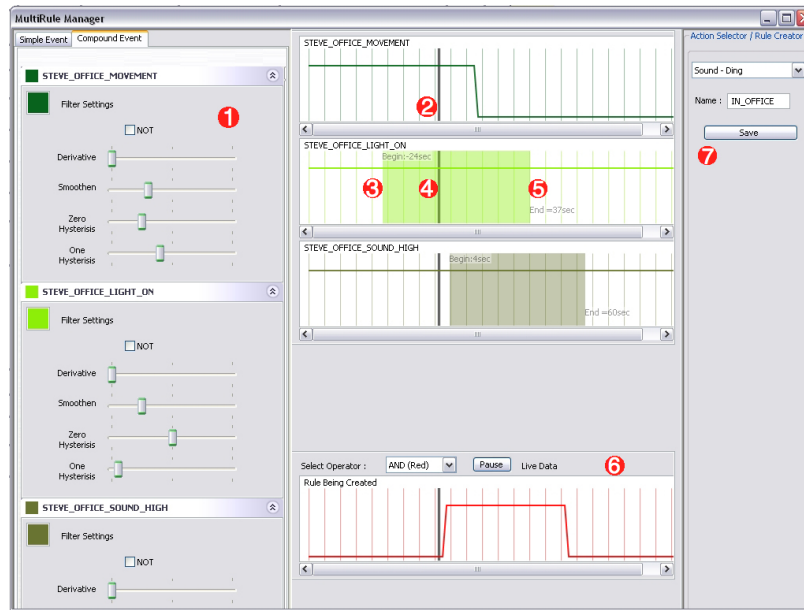 MultiRule Manager
Simple Event
Compound Event
STEVE_OFFICE_MOVEMENT
Filter Settings
1
NOT
Derivative
Smoothen
Zero
Hysterisis
One
Hysterisis
STEVE_OFFICE_LIGHT_ON
Filter Settings
NOT
Derivative
Smoothen
Zero
Hysterisis
One
Hysterisis
STEVE_OFFICE_SOUND_HIGH
Filter Settings
NOT
Derivative
STEVE_OFFICE_MOVEMENT
2
STEVE_OFFICE_LIGHT_ON
Begin:-24sec
3
4
5
End =37sec
STEVE_OFFICE_SOUND_HIGH
Begin:4sec
End =60sec
Select Operator :
AND (Red)
Pause
Live Data
6
Rule Being Created
Action Selector / Rule Creator
Sound - Ding
Name :
IN_OFFICE
Save
7